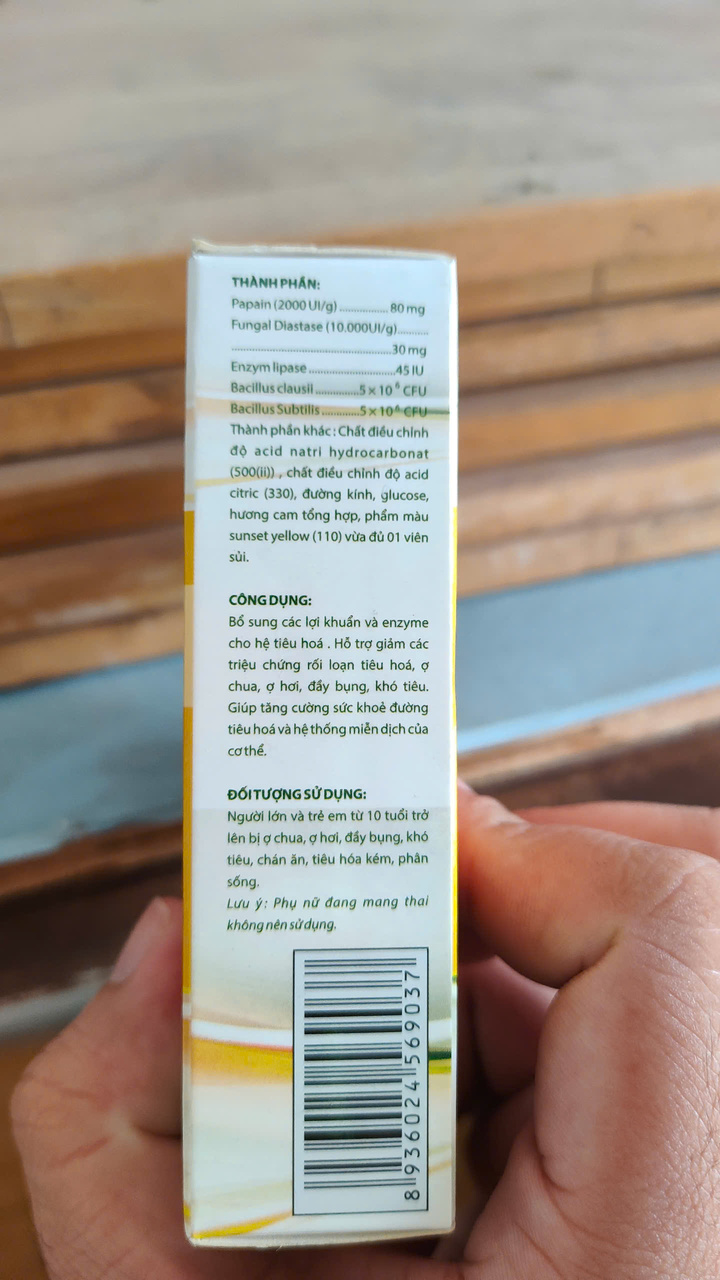 THÀNH PHẦN:
Papain (2000 UI/g) ................ 80 mg
Fungal Diastase (10.000UI/g)..........
.....................................................30 mg
Enzym lipase ............................45 IU
Bacillus clausii ..............5 × 10⁶ CFU
Bacillus Subtilis .............5 × 10⁶ CFU
Thành phần khác : Chất điều chỉnh
độ acid natri hydrocarbonat
(500(ii)) , chất điều chỉnh độ acid
citric (330), đường kính, glucose,
hương cam tổng hợp, phẩm màu
sunset yellow (110) vừa đủ 01 viên
sủi.
CÔNG DỤNG:
Bổ sung các lợi khuẩn và enzyme
cho hệ tiêu hoá . Hỗ trợ giảm các
triệu chứng rối loạn tiêu hoá, ợ
chua, ợ hơi, đầy bụng, khó tiêu.
Giúp tăng cường sức khoẻ đường
tiêu hoá và hệ thống miễn dịch của
cơ thể.
ĐỐI TƯỢNG SỬ DỤNG:
Người lớn và trẻ em từ 10 tuổi trở
lên bị ợ chua, ợ hơi, đầy bụng, khó
tiêu, chán ăn, tiêu hóa kém, phân
sống.
Lưu ý: Phụ nữ đang mang thai
không nên sử dụng.
8936024569037